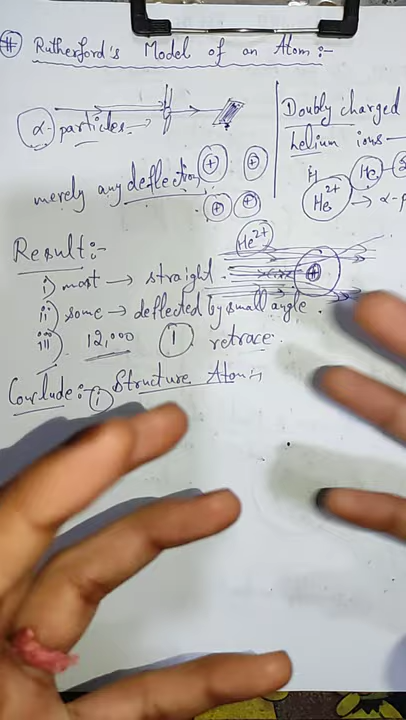 # Rutherford's Model of an Atom:-
α-particles
Doubly charged
helium ions
merely any deflection
+ +
+ +
He
He²⁺ → α-p
He²⁺
+
Result:-
i) most → straight
ii) some → deflected by small angle.
iii) 12,000 1 retrace.
Conclude:- i Structure Atom:-